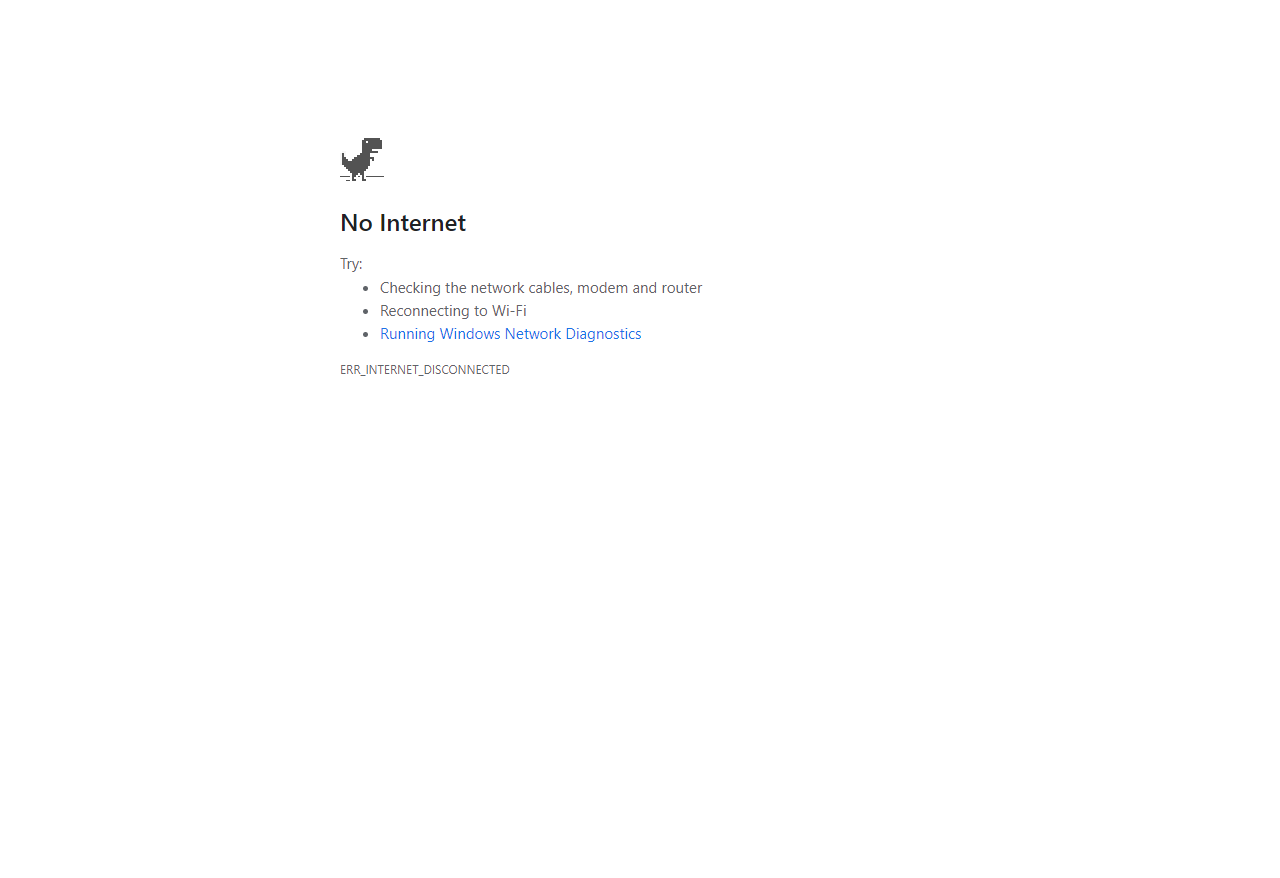 No Internet
Try:
Checking the network cables, modem and router
Reconnecting to Wi-Fi
Running Windows Network Diagnostics
ERR_INTERNET_DISCONNECTED